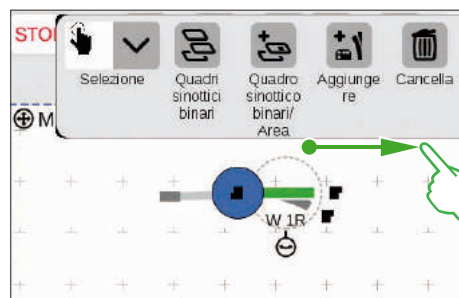 STO
Selezione
Quadri
sinottici
binari
Quadro
sinottico
binari/
Area
Aggiunge
re
Cancella
M
W 1R